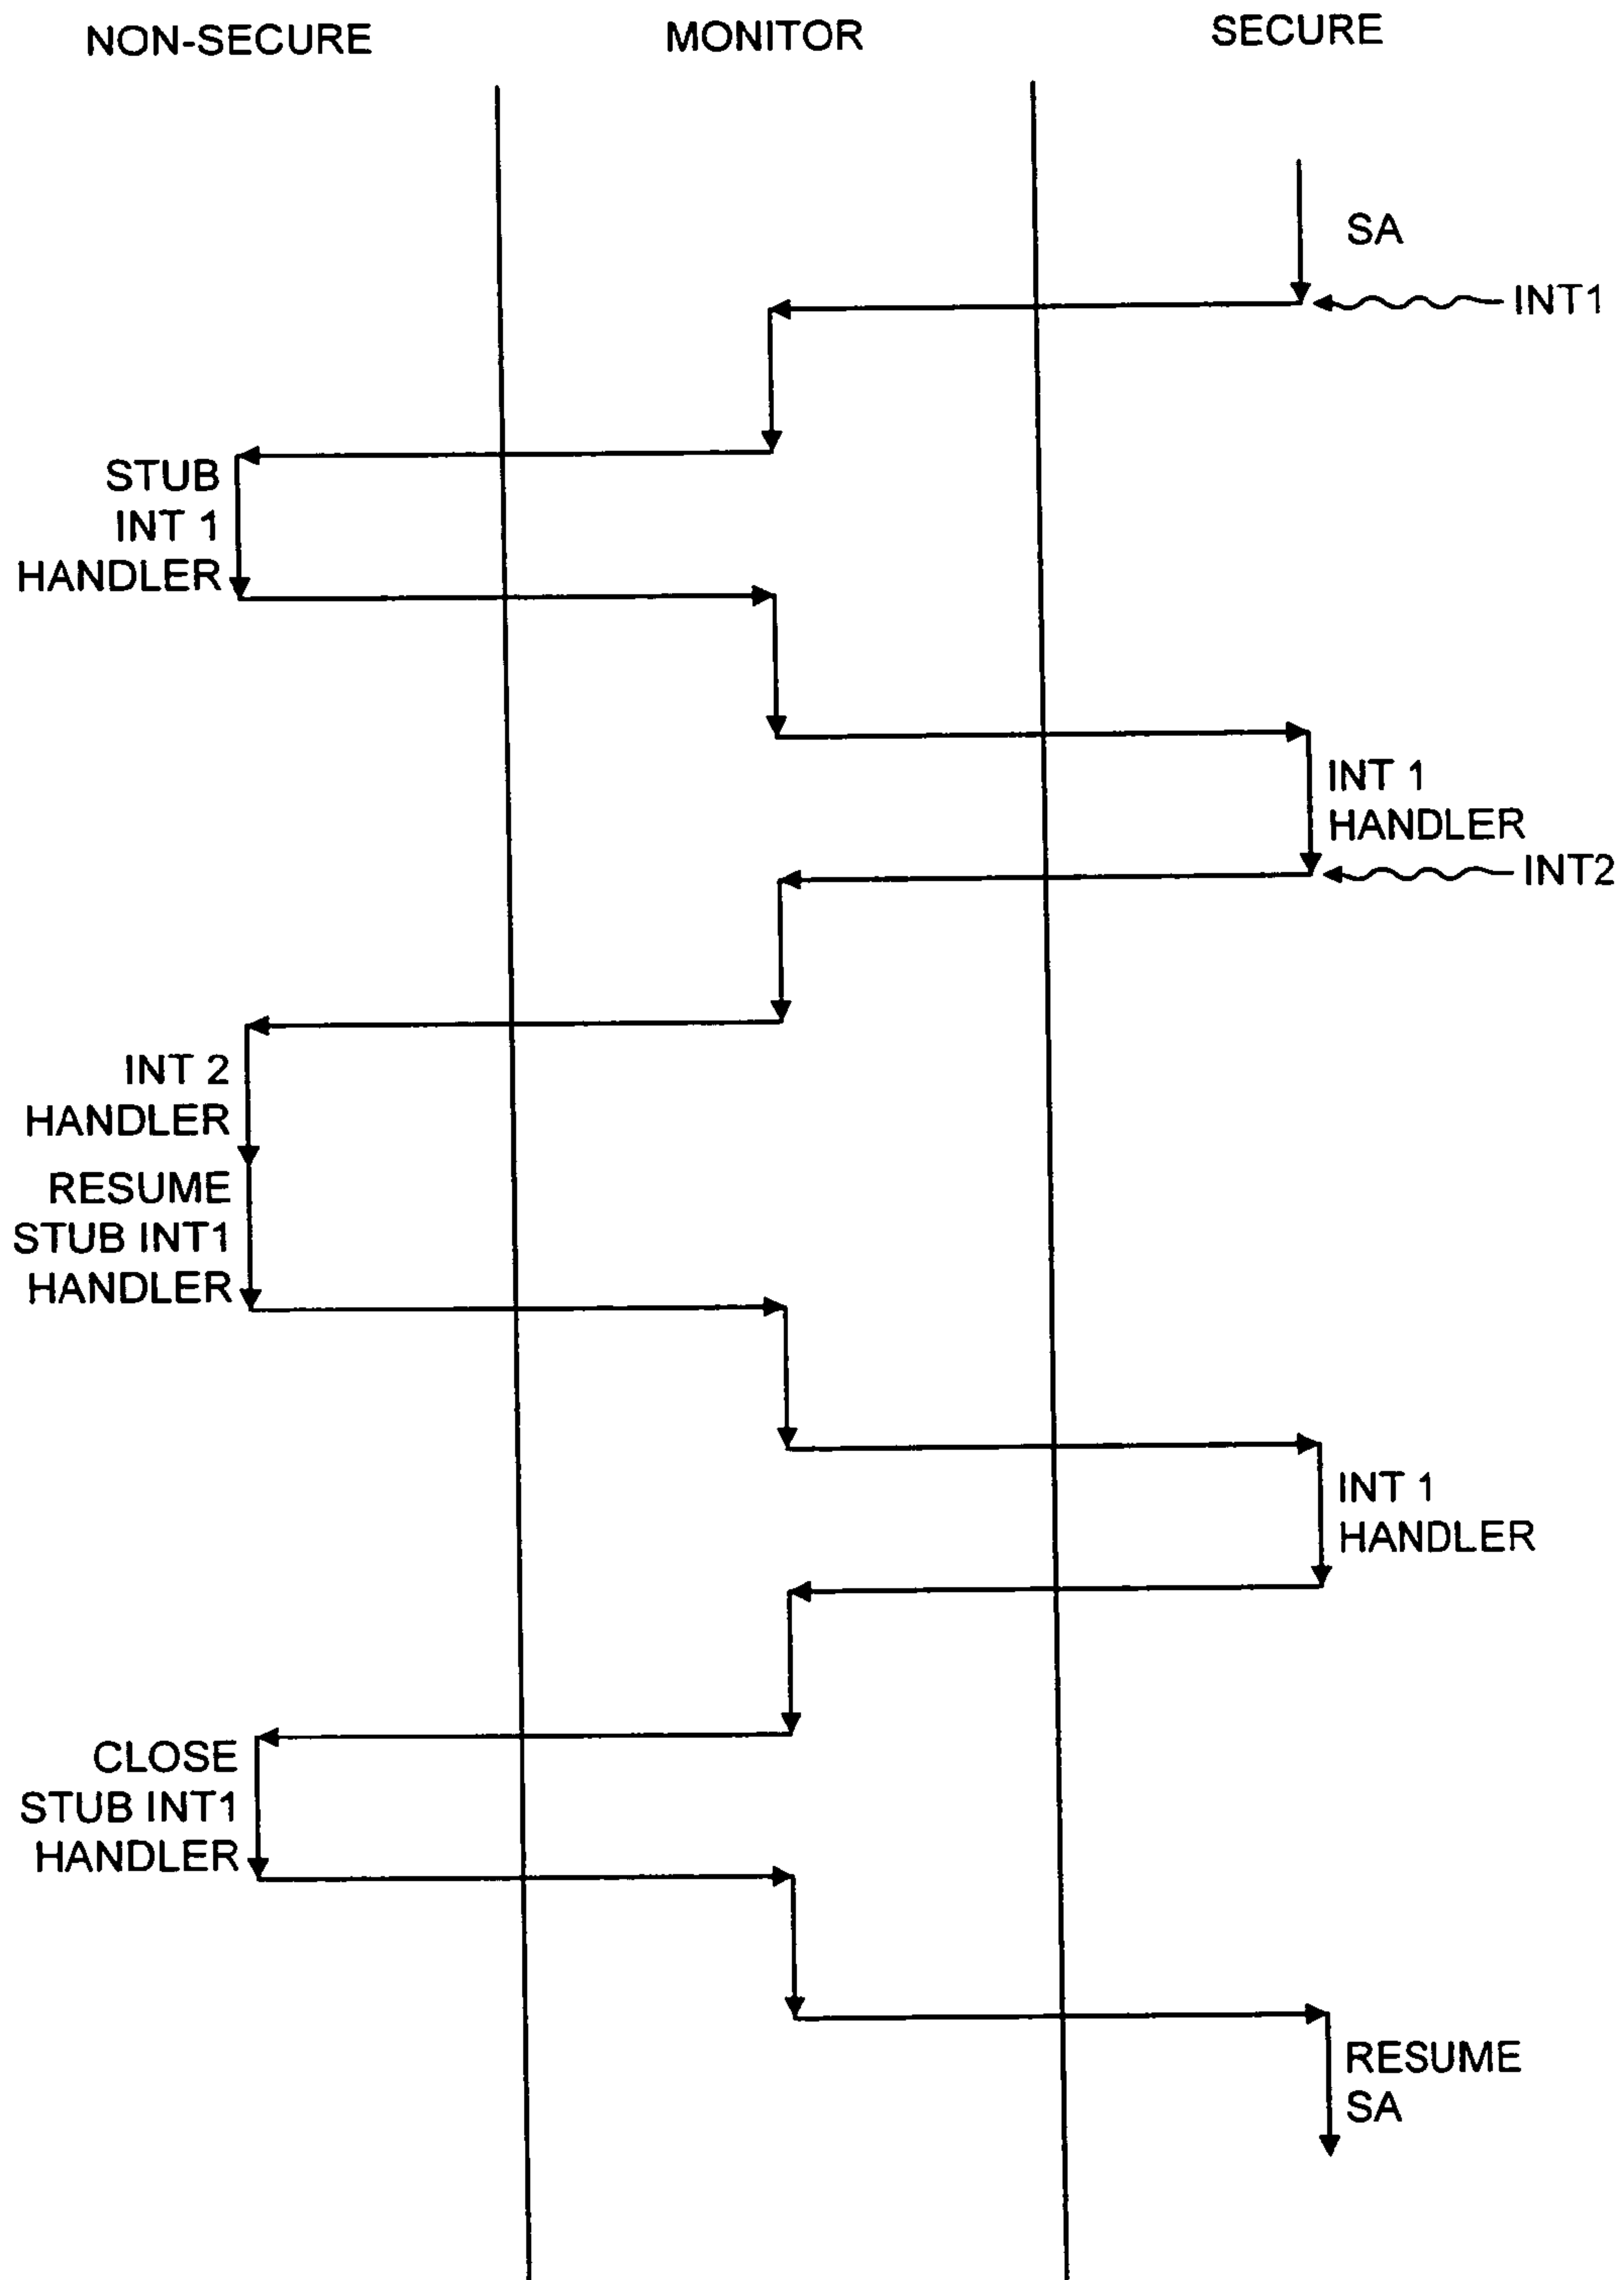 NON-SECURE
MONITOR
SECURE
SA
INT1
STUB
INT 1
HANDLER
INT 1
HANDLER
INT2
INT 2
HANDLER
RESUME
STUB INT1
HANDLER
INT 1
HANDLER
CLOSE
STUB INT1
HANDLER
RESUME
SA